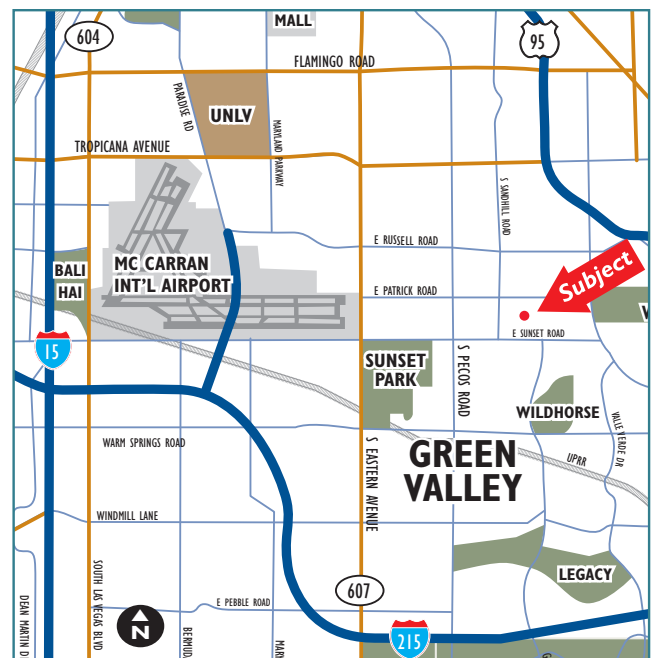 MALL
604
95
FLAMINGO ROAD
PARADISE RD
UNLV
MARYLAND PARKWAY
TROPICANA AVENUE
S SANDHILL ROAD
E RUSSELL ROAD
Subject
BALI
HAI
MC CARRAN
INT'L AIRPORT
E PATRICK ROAD
E SUNSET ROAD
15
SUNSET
PARK
S PECOS ROAD
WILDHORSE
VALLE VERDE DR
WARM SPRINGS ROAD
S EASTERN AVENUE
GREEN
VALLEY
UPRR
WINDMILL LANE
SOUTH LAS VEGAS BLVD
LEGACY
607
E PEBBLE ROAD
DEAN MARTIN D
N
BERMUD
MAR
215